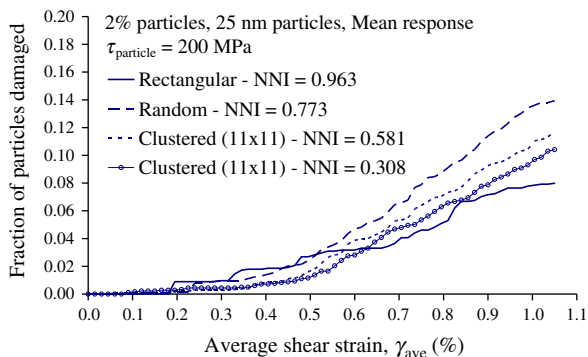 2% particles, 25 nm particles, Mean response
τparticle = 200 MPa
Rectangular - NNI = 0.963
Random - NNI = 0.773
Clustered (11x11) - NNI = 0.581
Clustered (11x11) - NNI = 0.308
Fraction of particles damaged
0.20
0.18
0.16
0.14
0.12
0.10
0.08
0.06
0.04
0.02
0.00
0.0 0.1 0.2 0.3 0.4 0.5 0.6 0.7 0.8 0.9 1.0 1.1
Average shear strain, γave (%)